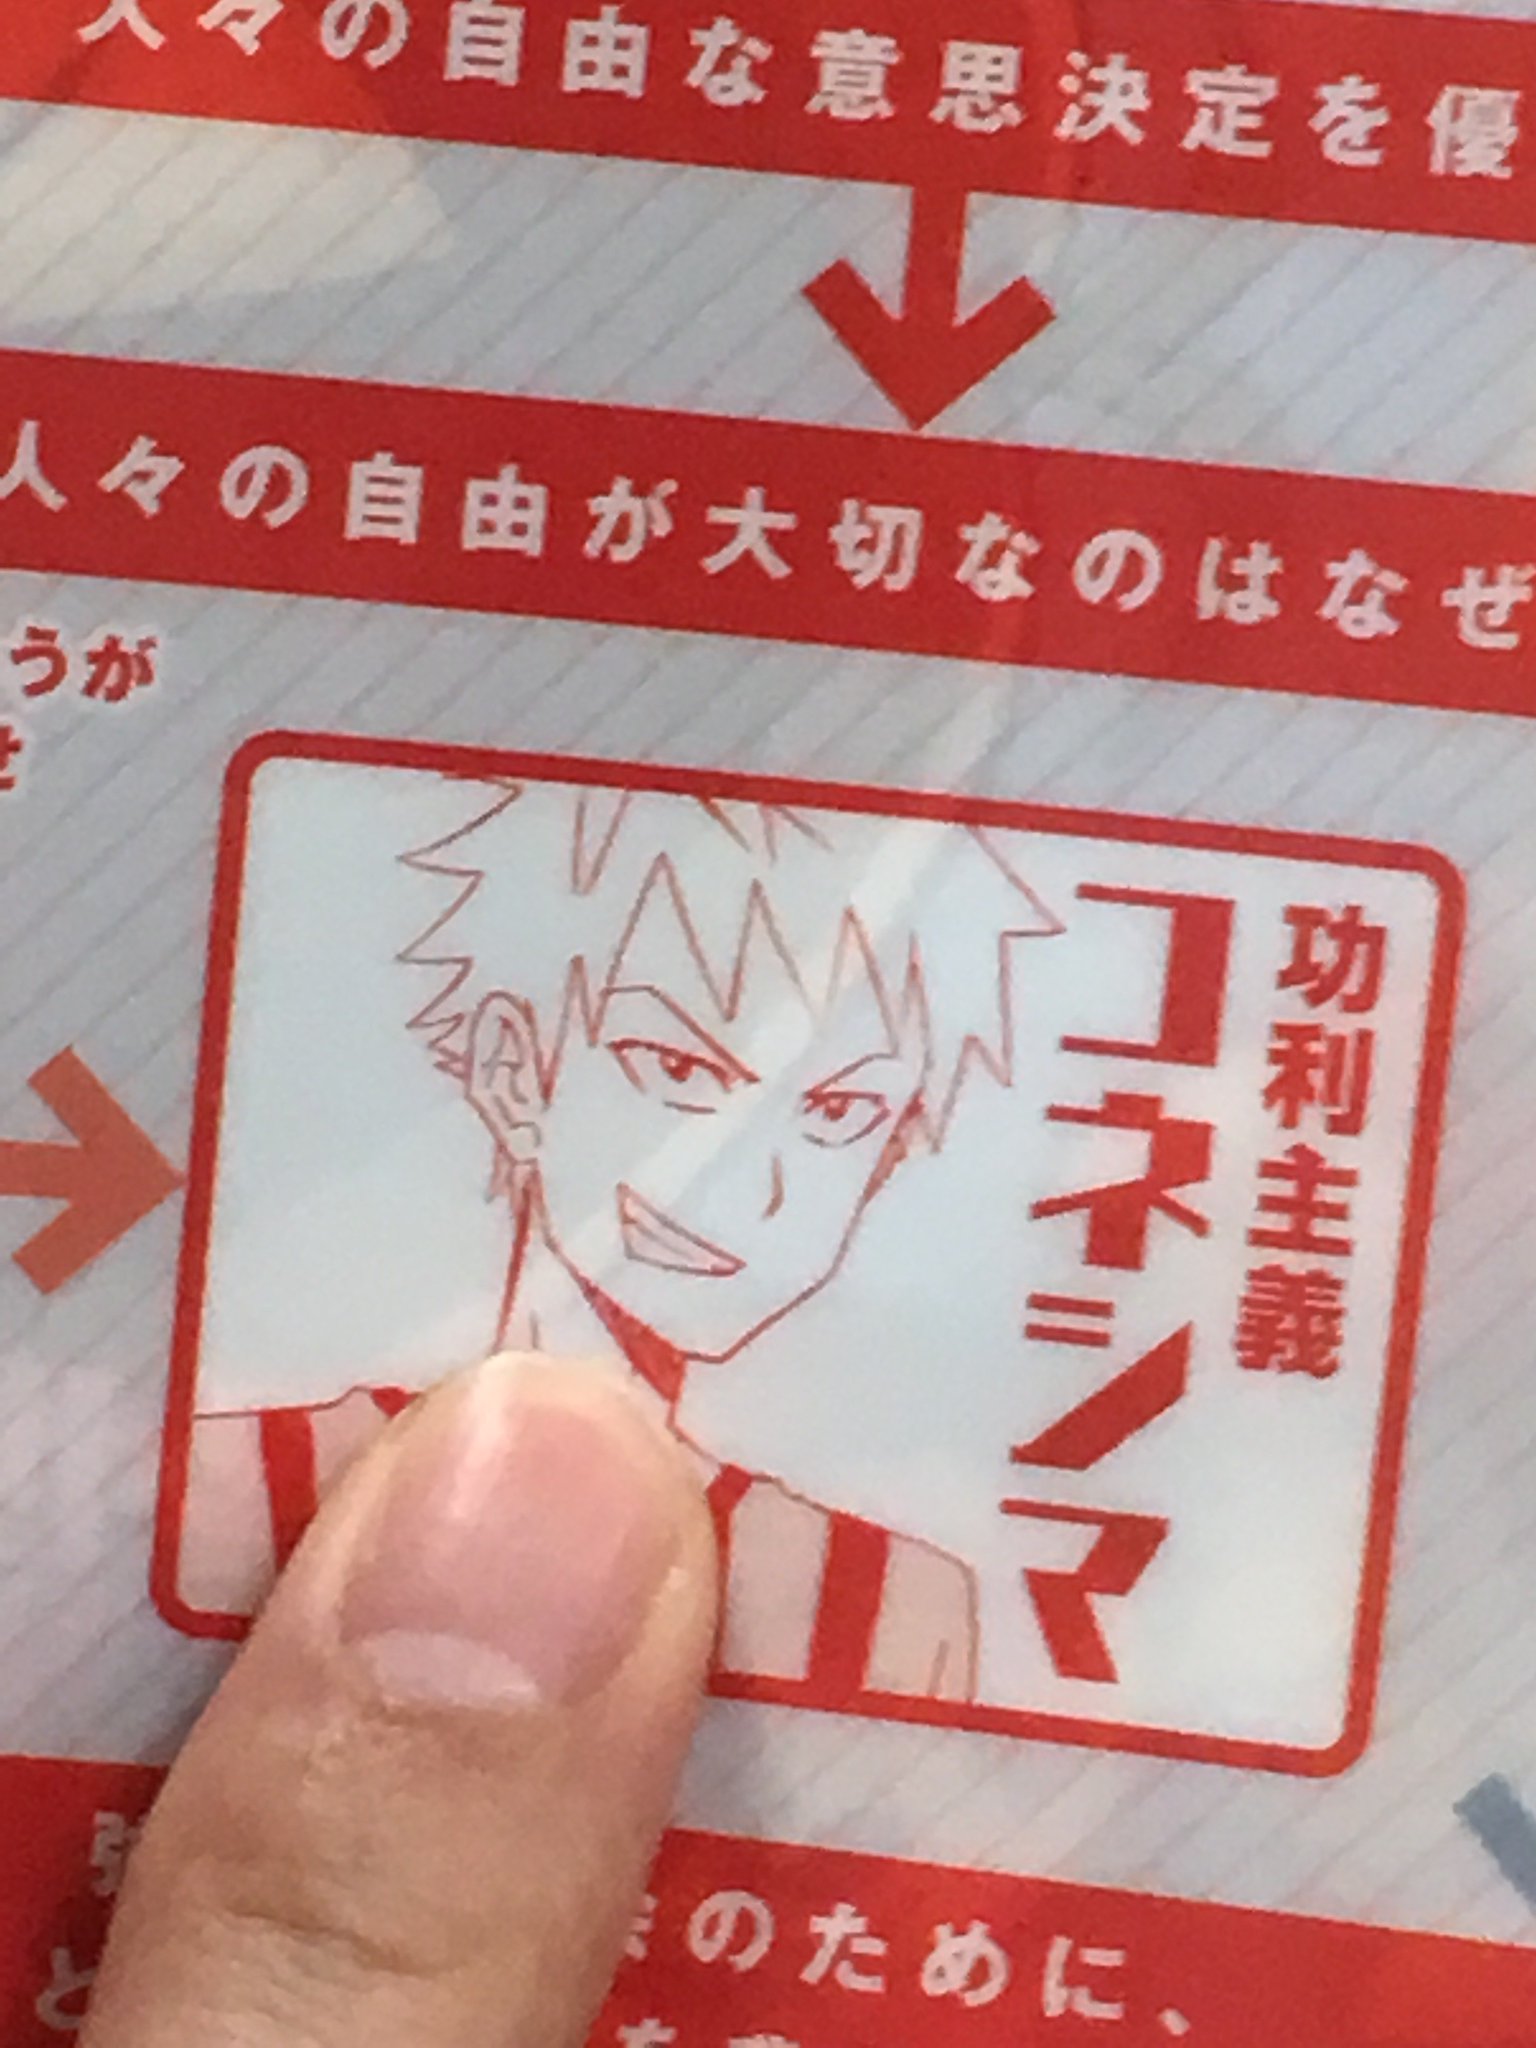 人々の自由な意思決定を優
人々の自由が大切なのはなぜ
うが
せ
功利主義
コネシマ
のために、